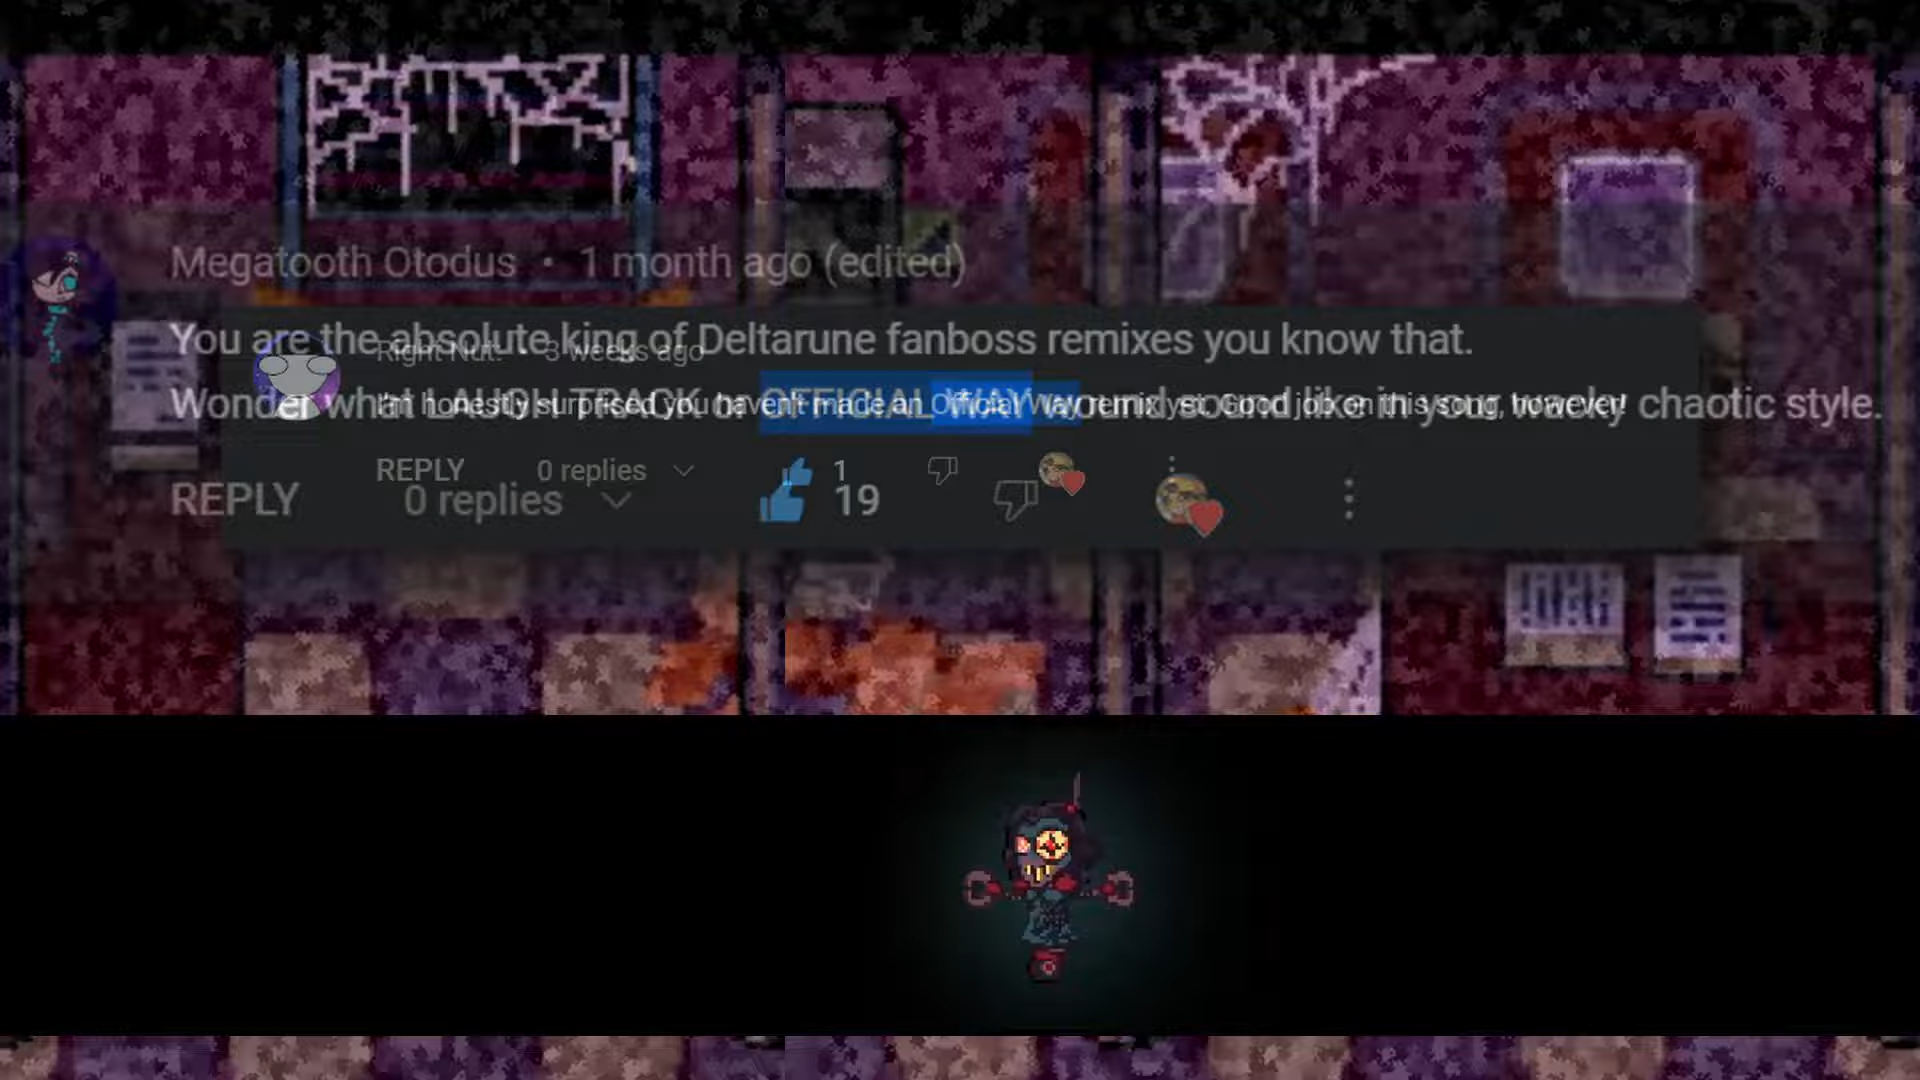 Megatooth Otodus • 1 month ago (edited)
You are the absolute king of Deltarune fanboss remixes you know that.
Right Nut! • 3 weeks ago
Wonder what LAUGH TRACK or OFFICIAL WAY would sound like in your wacky chaotic style.
I'm honestly surprised you haven't made an Official Way remix yet. Good job on this song, however!
REPLY 0 replies 1
REPLY 0 replies 19